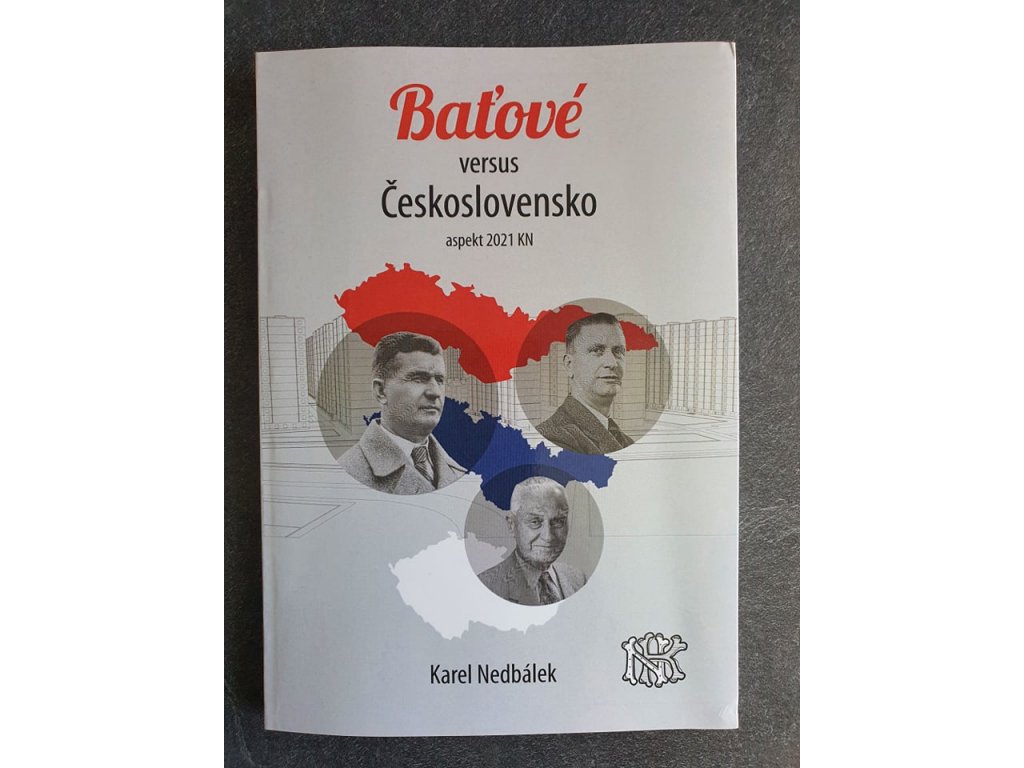 Baťové
versus
Československo
aspekt 2021 KN
Karel Nedbálek